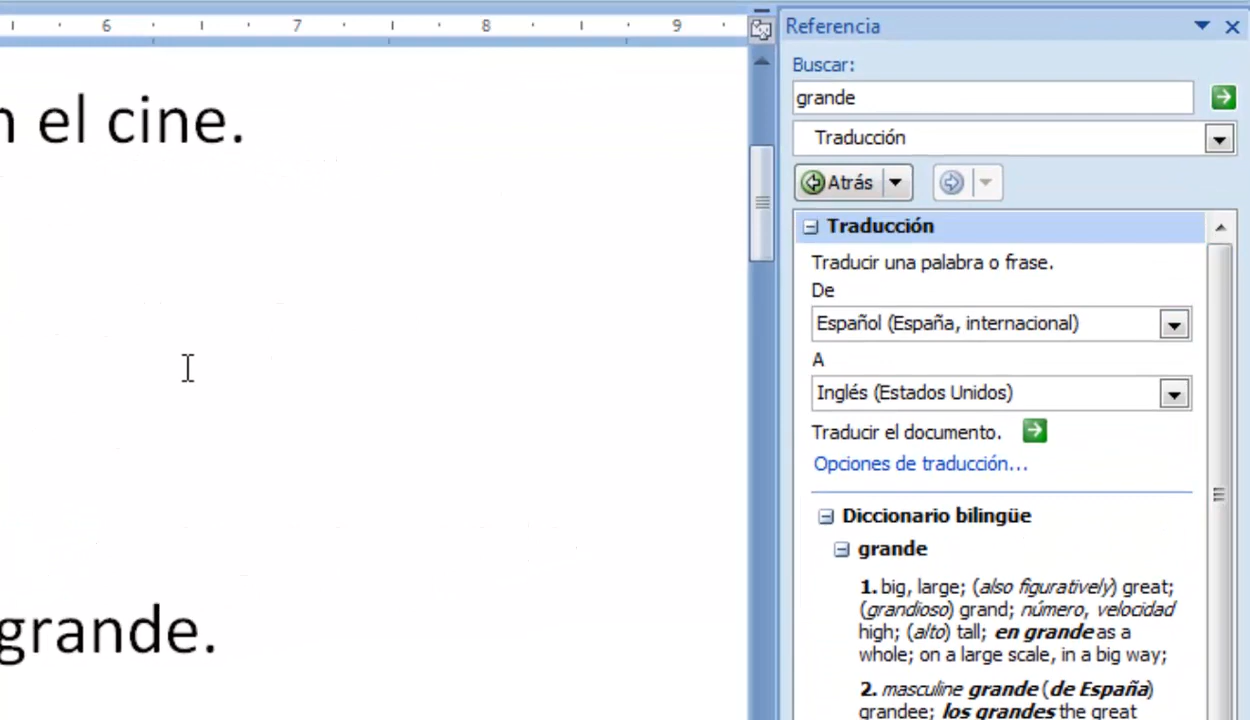 6 7 8 9
Referencia
Buscar:
n el cine.
grande
Traducción
Atrás
Traducción
Traducir una palabra o frase.
De
Español (España, internacional)
A
Inglés (Estados Unidos)
Traducir el documento.
Opciones de traducción...
Diccionario bilingüe
grande
1. big, large; (also figuratively) great;
(grandioso) grand; número, velocidad
high; (alto) tall; en grande as a
whole; on a large scale, in a big way;
grande.
2. masculine grande (de España)
grandee; los grandes the great